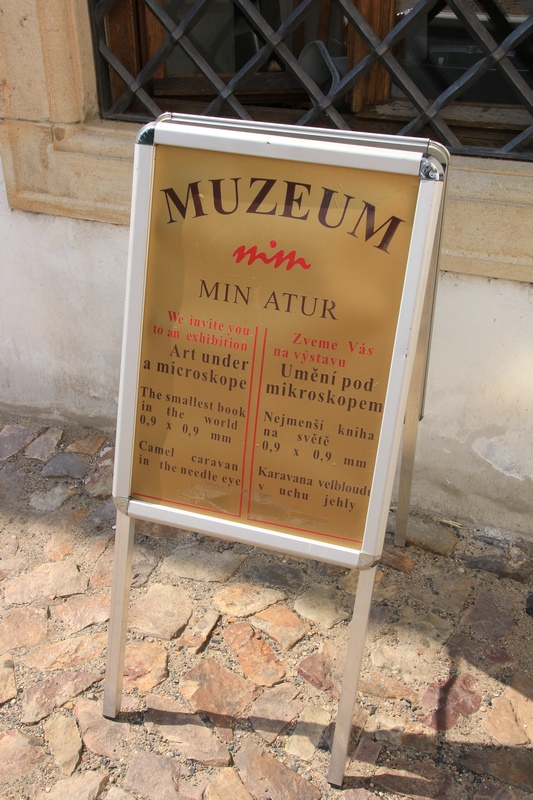 MUZEUM
mim
MIN ATUR
We invite you
to an exhibition
Art under
a microskope
The smallest book
in the world
0,9 x 0,9 mm
Camel caravan
in the needle eye
Zveme Vás
na výstavu
Umění pod
mikroskopem
Nejmenší kniha
na světě
0,9 x 0,9 mm
Karavana velbloudů
v uchu jehly